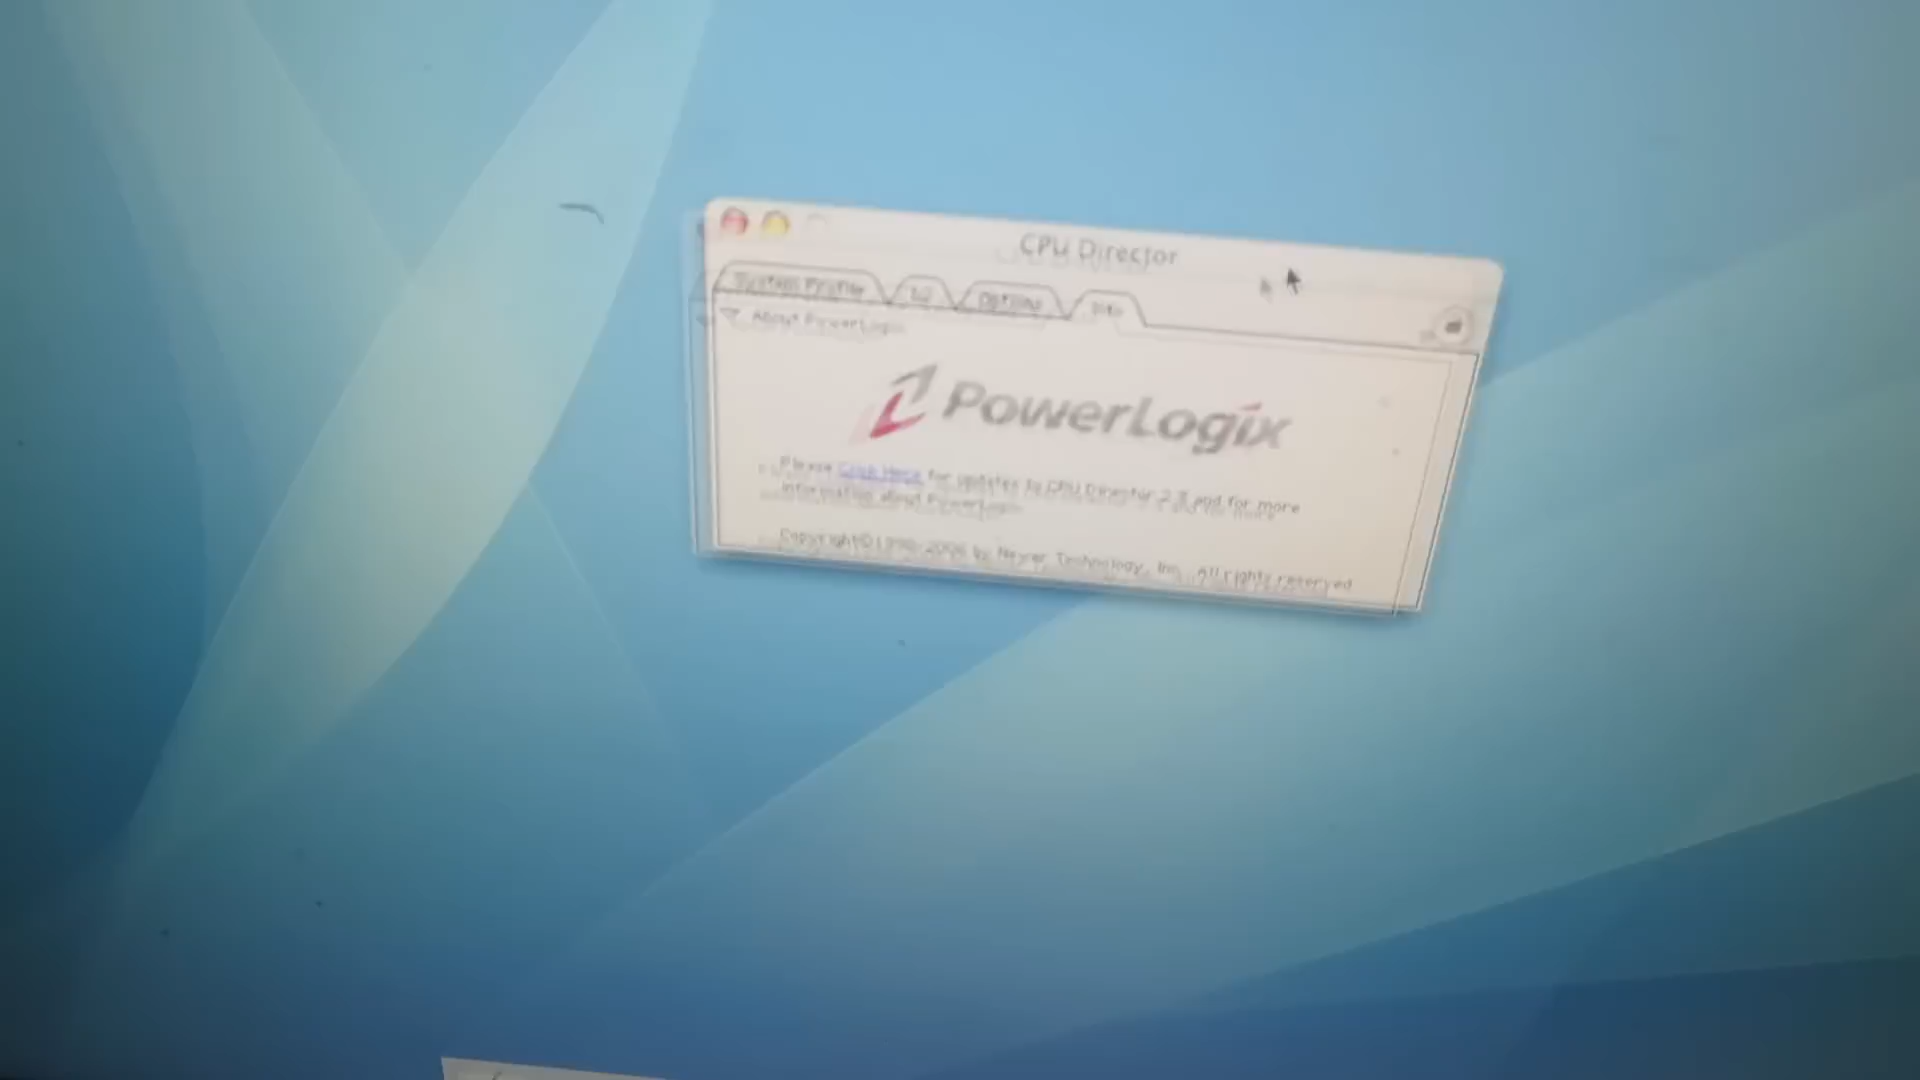 CPU Director
System Profile
L2
Options
Info
About PowerLogix
PowerLogix
Please Click Here for updates to CPU Director 2.3 and for more
information about PowerLogix
Copyright©1998-2006 by Newer Technology, Inc. All rights reserved